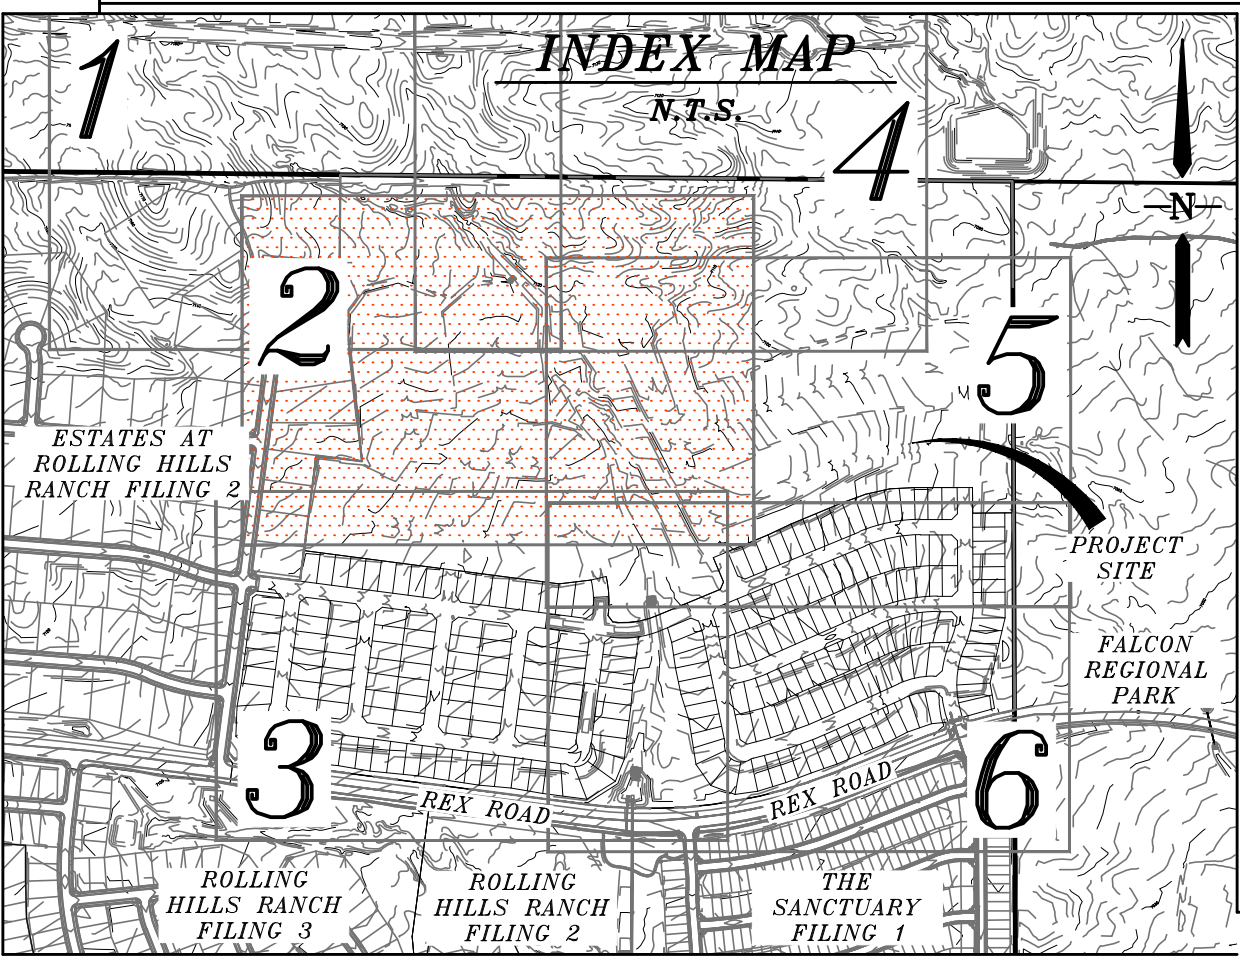 INDEX MAP
N.T.S.
1
4
N
2
5
ESTATES AT
ROLLING HILLS
RANCH FILING 2
PROJECT
SITE
FALCON
REGIONAL
PARK
3
6
REX ROAD
REX ROAD
ROLLING
HILLS RANCH
FILING 3
ROLLING
HILLS RANCH
FILING 2
THE
SANCTUARY
FILING 1